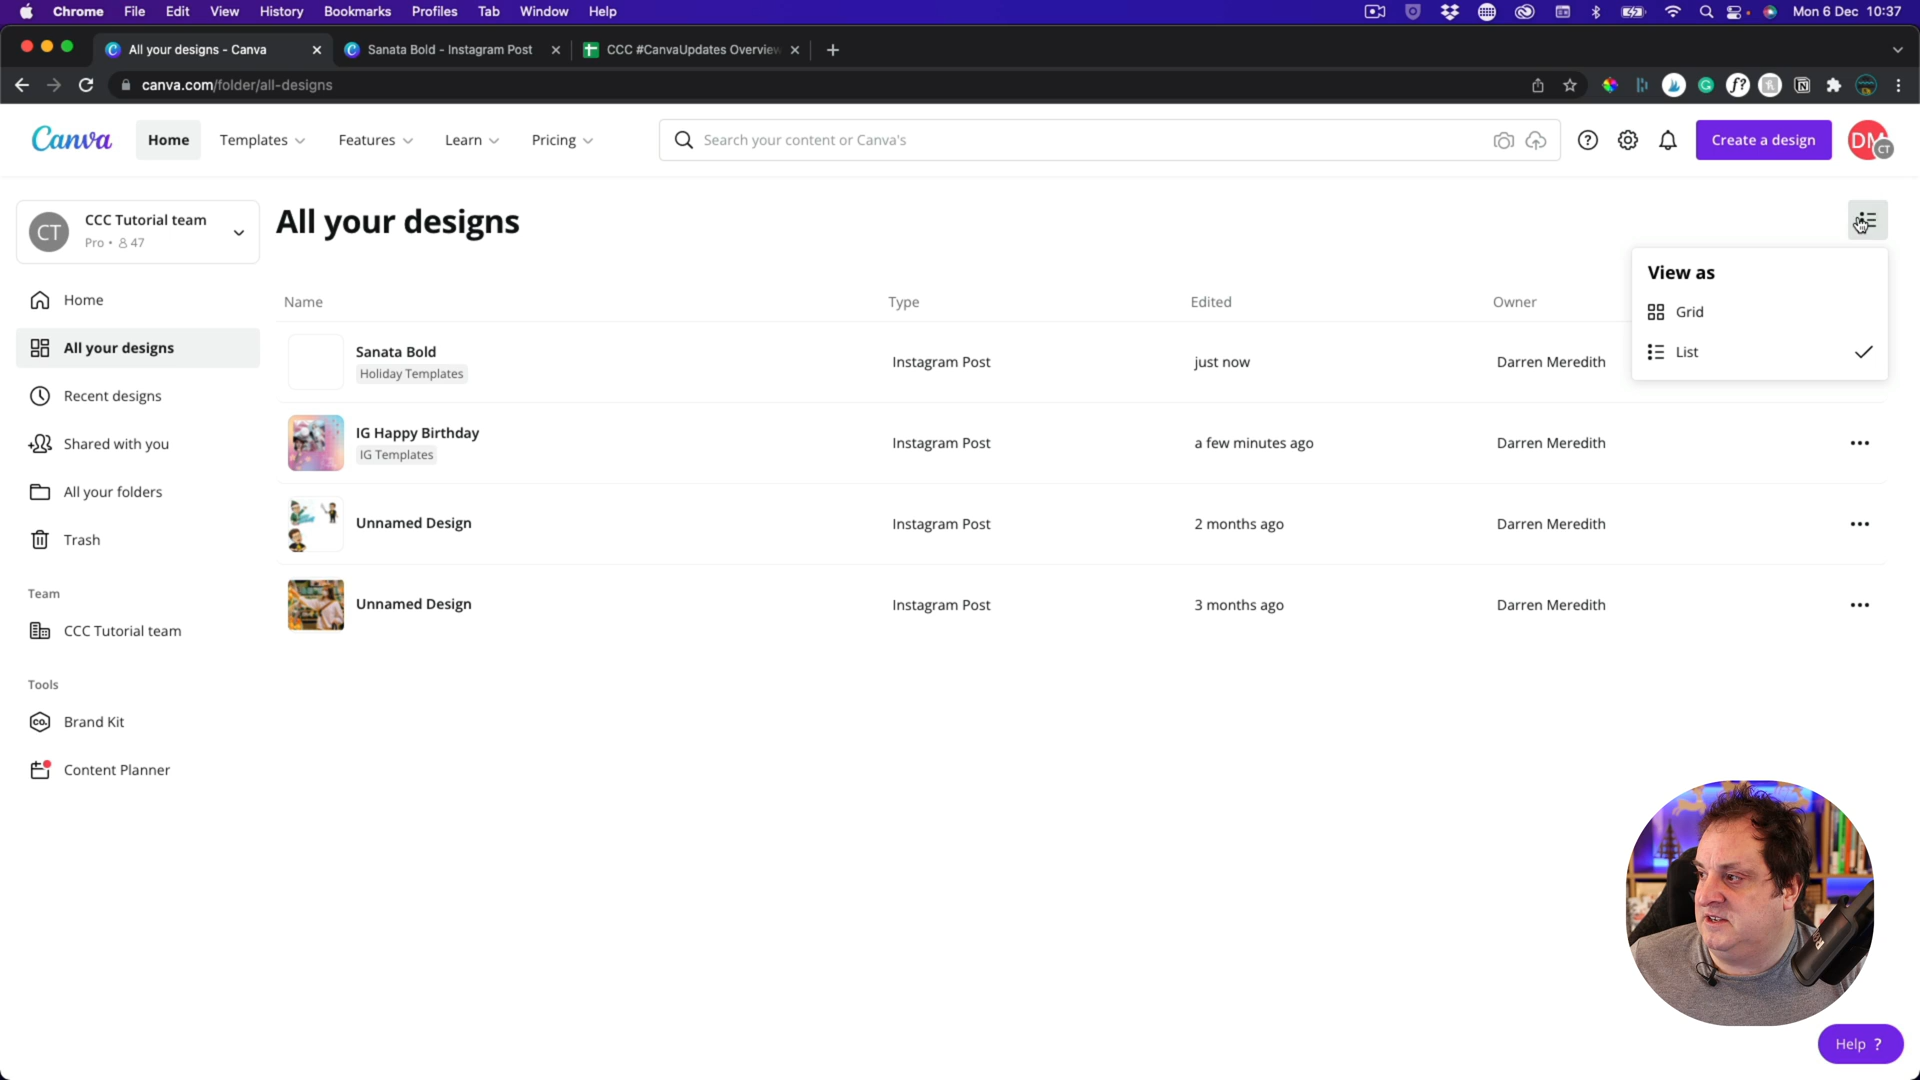 Chrome File Edit View History Bookmarks Profiles Tab Window Help Mon 6 Dec 10:37
All your designs - Canva Sanata Bold - Instagram Post CCC #CanvaUpdates Overview
canva.com/folder/all-designs
Canva Home Templates Features Learn Pricing Search your content or Canva's Create a design DM CT
CT CCC Tutorial team
Pro • 47
All your designs
View as
Grid
List
Home
All your designs
Recent designs
Shared with you
All your folders
Trash
Team
CCC Tutorial team
Tools
CO. Brand Kit
Content Planner
Name Type Edited Owner
Sanata Bold Instagram Post just now Darren Meredith
Holiday Templates
IG Happy Birthday Instagram Post a few minutes ago Darren Meredith
IG Templates
Unnamed Design Instagram Post 2 months ago Darren Meredith
Unnamed Design Instagram Post 3 months ago Darren Meredith
Help ?